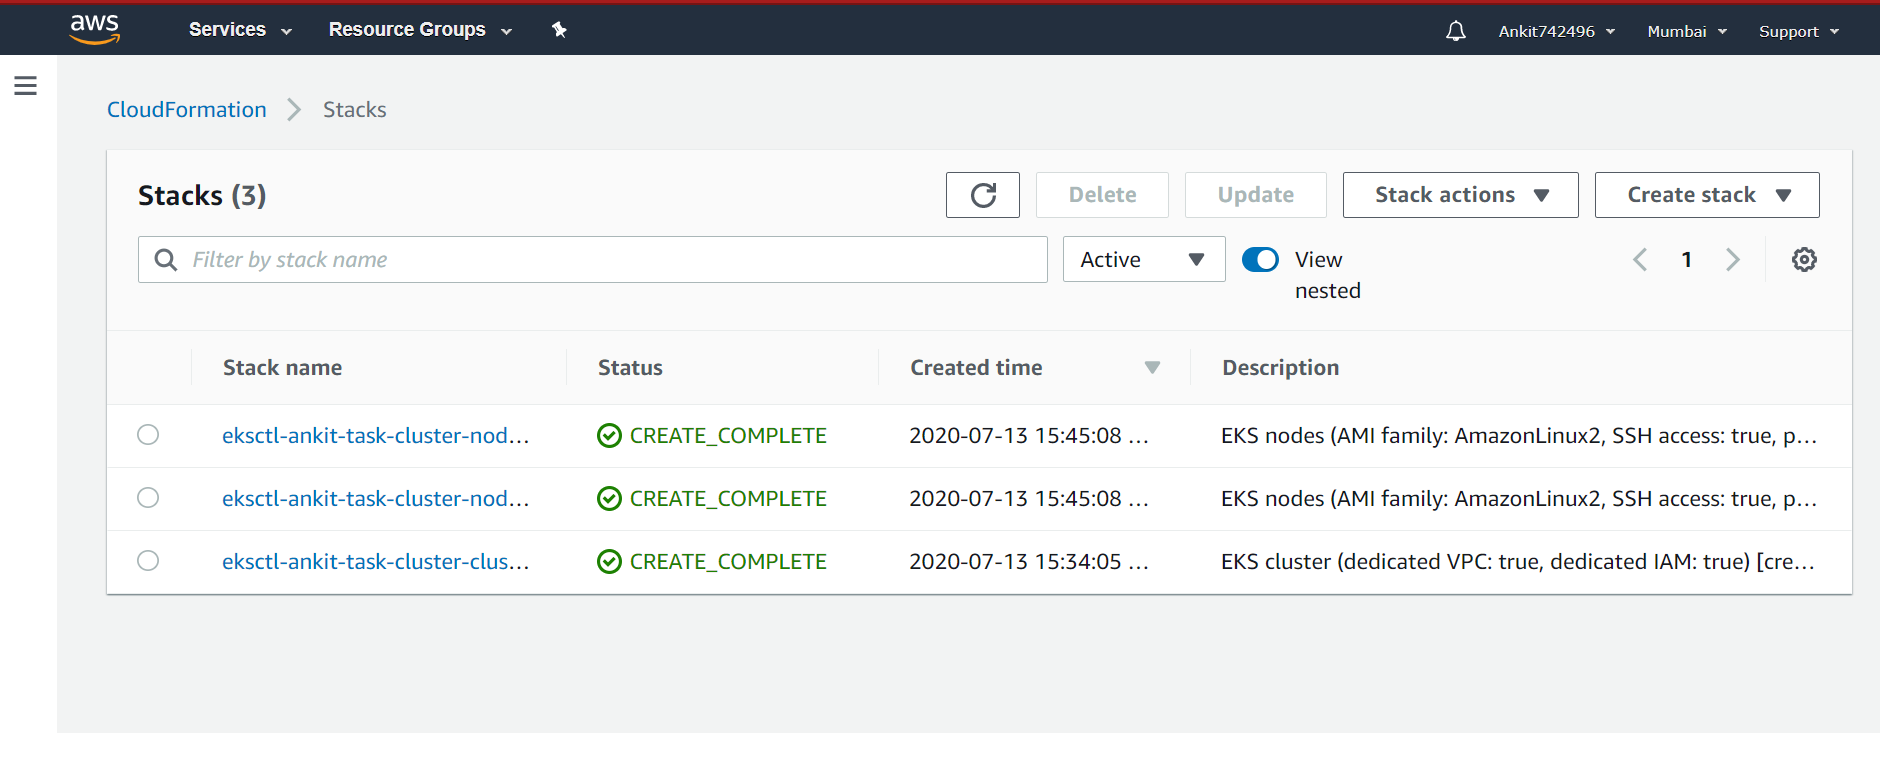 aws Services Resource Groups Ankit742496 Mumbai Support
CloudFormation Stacks
Stacks (3) Delete Update Stack actions Create stack
Filter by stack name Active View 1
nested
Stack name Status Created time Description
eksctl-ankit-task-cluster-nod... CREATE_COMPLETE 2020-07-13 15:45:08 ... EKS nodes (AMI family: AmazonLinux2, SSH access: true, p...
eksctl-ankit-task-cluster-nod... CREATE_COMPLETE 2020-07-13 15:45:08 ... EKS nodes (AMI family: AmazonLinux2, SSH access: true, p...
eksctl-ankit-task-cluster-clus... CREATE_COMPLETE 2020-07-13 15:34:05 ... EKS cluster (dedicated VPC: true, dedicated IAM: true) [cre...